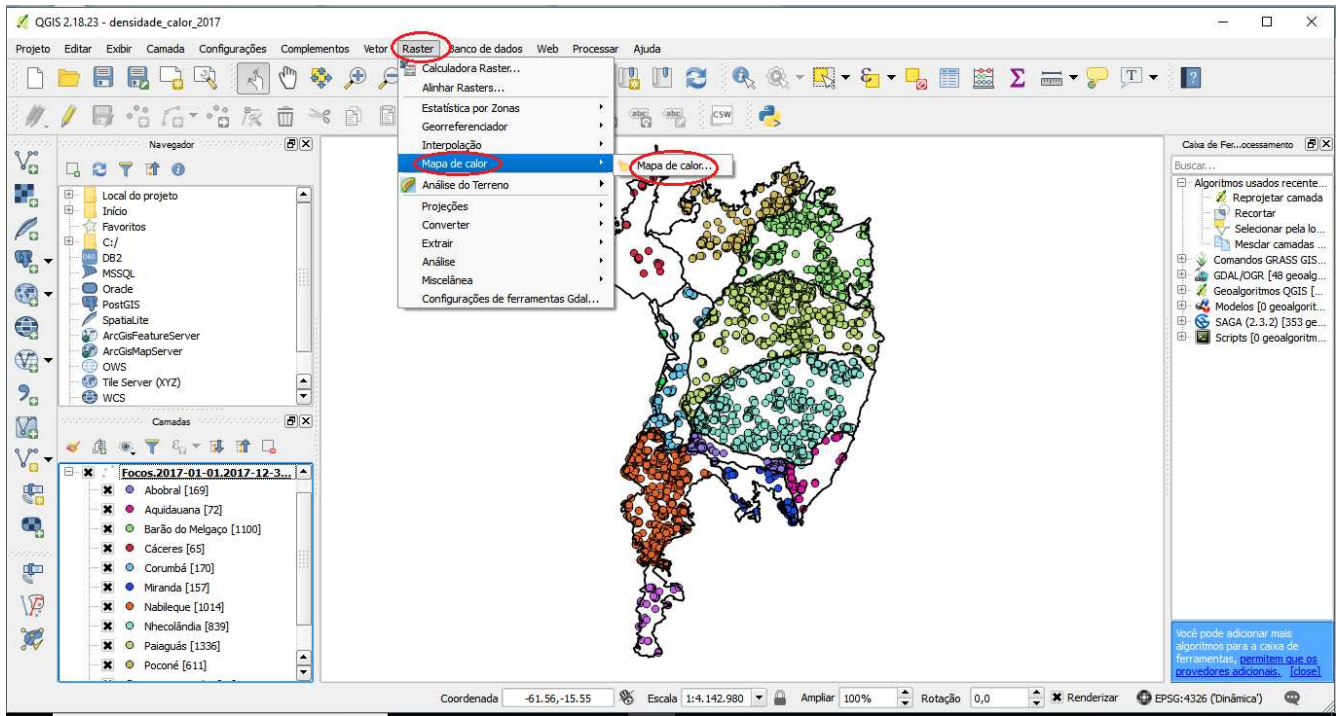 QGIS 2.18.23 - densidade_calor_2017
Projeto Editar Exibir Camada Configurações Complementos Vetor Raster Banco de dados Web Processar Ajuda
Calculadora Raster...
Alinhar Rasters...
Estatística por Zonas
Georreferenciador
Interpolação
Mapa de calor
Análise do Terreno
Projeções
Converter
Extrair
Análise
Miscelânea
Configurações de ferramentas Gdal...
Mapa de calor...
abc
abc
CSW
Navegador
Local do projeto
Início
Favoritos
C:/
DB2
MSSQL
Oracle
PostGIS
SpatiaLite
ArcGisFeatureServer
ArcGisMapServer
OWS
Tile Server (XYZ)
WCS
Camadas
Focos.2017-01-01.2017-12-3...
Abobral [169]
Aquidauana [72]
Barão do Melgaço [1100]
Cáceres [65]
Corumbá [170]
Miranda [157]
Nabileque [1014]
Nhecolândia [839]
Paiaguás [1336]
Poconé [611]
Caixa de Fer...ocessamento
Buscar...
Algoritmos usados recente...
Reprojetar camada
Recortar
Selecionar pela lo...
Mesclar camadas ...
Comandos GRASS GIS...
GDAL/OGR [48 geoalg...
Geoalgoritmos QGIS [...
Modelos [0 geoalgorit...
SAGA (2.3.2) [353 ge...
Scripts [0 geoalgoritm...
Você pode adicionar mais
algoritmos para a caixa de
ferramentas, permitem que os
provedores adicionais. [close]
Coordenada -61.56,-15.55 Escala 1:4.142.980 Ampliar 100% Rotação 0,0 Renderizar EPSG:4326 ('Dinâmica')